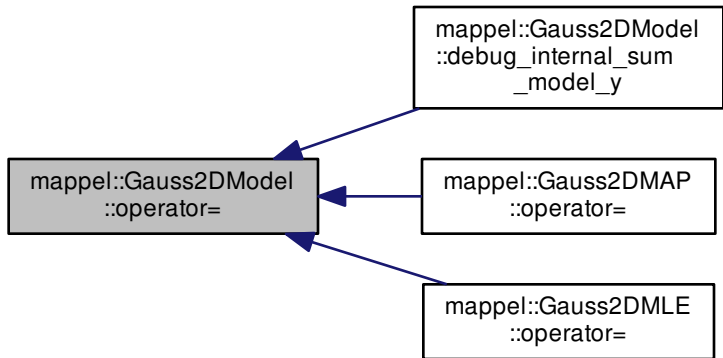 mappel::Gauss2DModel
::debug_internal_sum
_model_y
mappel::Gauss2DModel
::operator=
mappel::Gauss2DMAP
::operator=
mappel::Gauss2DMLE
::operator=